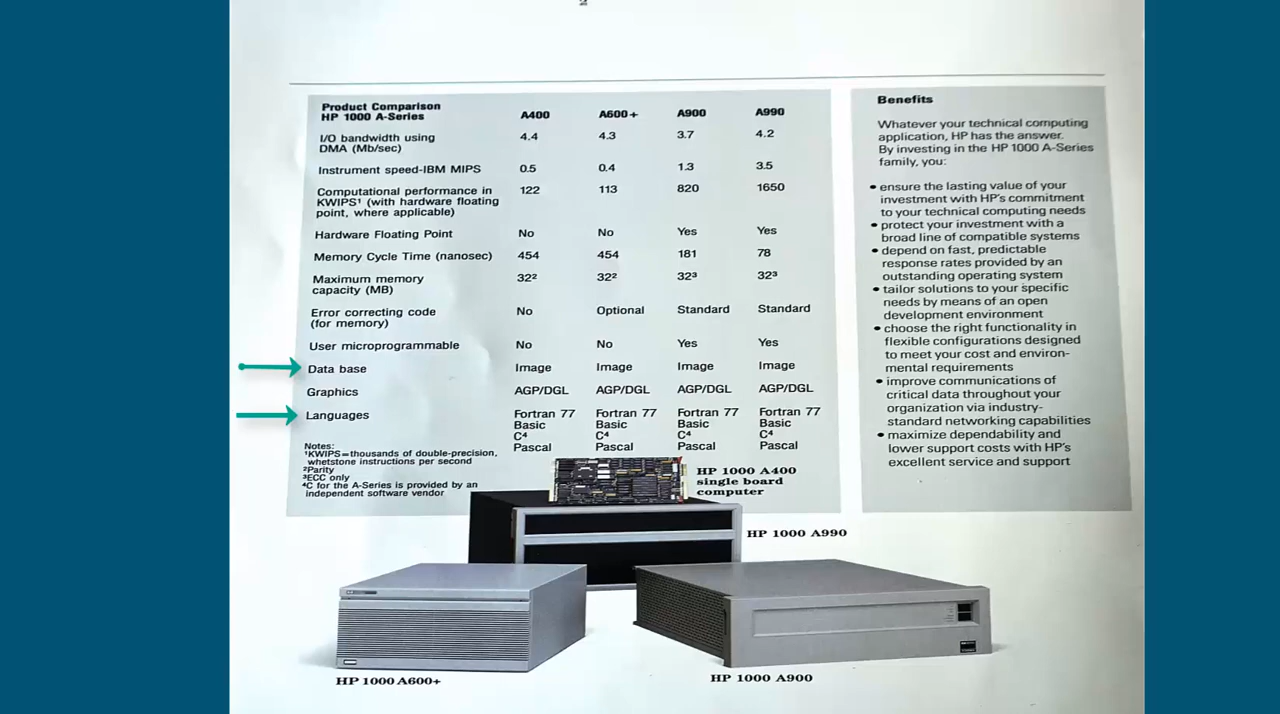 2
Product Comparison
HP 1000 A-Series A400 A600+ A900 A990
I/O bandwidth using
DMA (Mb/sec) 4.4 4.3 3.7 4.2
Instrument speed-IBM MIPS 0.5 0.4 1.3 3.5
Computational performance in 122 113 820 1650
KWIPS¹ (with hardware floating
point, where applicable)
Hardware Floating Point No No Yes Yes
Memory Cycle Time (nanosec) 454 454 181 78
Maximum memory 32² 32² 32³ 32³
capacity (MB)
Error correcting code No Optional Standard Standard
(for memory)
User microprogrammable No No Yes Yes
Data base Image Image Image Image
Graphics AGP/DGL AGP/DGL AGP/DGL AGP/DGL
Languages Fortran 77 Fortran 77 Fortran 77 Fortran 77
Basic Basic Basic Basic
C⁴ C⁴ C⁴ C⁴
Pascal Pascal Pascal Pascal
Notes:
¹KWIPS=thousands of double-precision,
whetstone instructions per second
²Parity
³ECC only
⁴C for the A-Series is provided by an
independent software vendor
Benefits
Whatever your technical computing
application, HP has the answer.
By investing in the HP 1000 A-Series
family, you:
• ensure the lasting value of your
investment with HP's commitment
to your technical computing needs
• protect your investment with a
broad line of compatible systems
• depend on fast, predictable
response rates provided by an
outstanding operating system
• tailor solutions to your specific
needs by means of an open
development environment
• choose the right functionality in
flexible configurations designed
to meet your cost and environ-
mental requirements
• improve communications of
critical data throughout your
organization via industry-
standard networking capabilities
• maximize dependability and
lower support costs with HP's
excellent service and support
HP 1000 A400
single board
computer
HP 1000 A990
HP 1000 A600+
HP 1000 A900